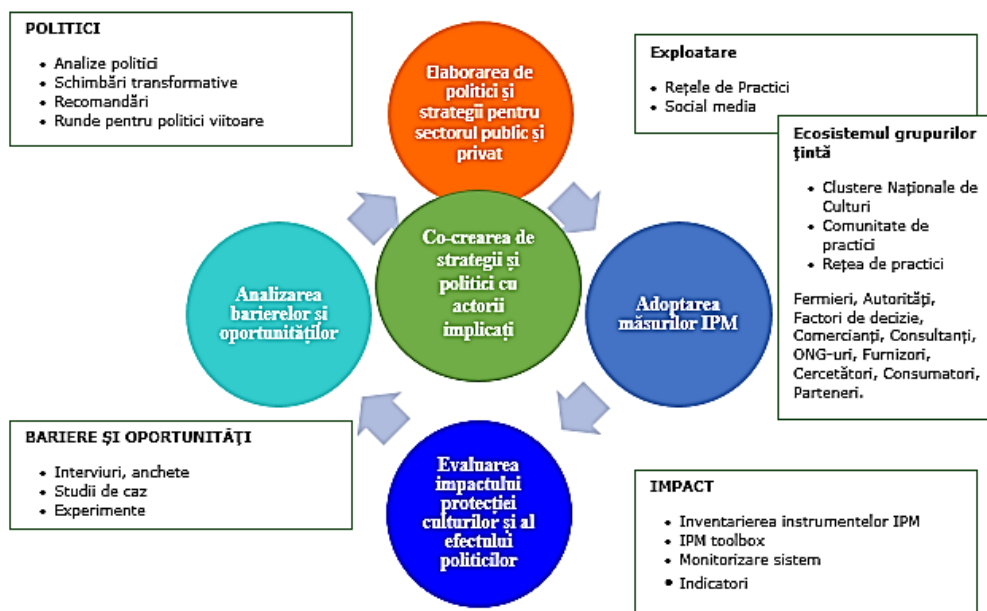 POLITICI
• Analize politici
• Schimbări transformative
• Recomandări
• Runde pentru politici viitoare
Elaborarea de
politici și
strategii pentru
sectorul public și
privat
Exploatare
• Rețele de Practici
• Social media
Ecosistemul grupurilor
țintă
• Clustere Naționale de
Culturi
• Comunitate de
practici
• Rețea de practici
Fermieri, Autorități,
Factori de decizie,
Comercianți, Consultanți,
ONG-uri, Furnizori,
Cercetători, Consumatori,
Parteneri.
Co-crearea de
strategii și
politici cu
actorii
implicați
Analizarea
barierelor și
oportunităților
Adoptarea
măsurilor IPM
BARIERE ŞI OPORTUNITĂŢI
• Interviuri, anchete
• Studii de caz
• Experimente
Evaluarea
impactului
protecției
culturilor și al
efectului
politicilor
IMPACT
• Inventarierea instrumentelor IPM
• IPM toolbox
• Monitorizare sistem
• Indicatori